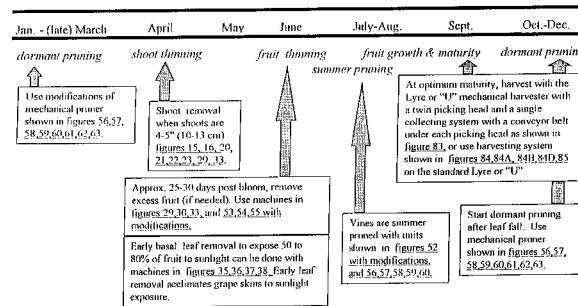 Jan. - (late) March April May June July-Aug. Sept. Oct.-Dec.
dormant pruning shoot thinning fruit thinning fruit growth & maturity dormant pruning
summer pruning
Use modifications of
mechanical pruner
shown in figures 56,57,
58,59,60,61,62,63.
Shoot removal
when shoots are
4-5" (10-13 cm)
figures 15, 16, 20,
21,22,23, 29, 33.
At optimum maturity, harvest with the
Lyre or "U" mechanical harvester with
a twin picking head and a single
collecting system with a conveyor belt
under each picking head as shown in
figure 83, or use harvesting system
shown in figures 84,84A, 84H,84D,85
on the standard Lyre or "U".
Approx. 25-30 days post bloom, remove
excess fruit (if needed). Use machines in
figures 29,30,33, and 53,54,55 with
modifications.
Early basal leaf removal to expose 50 to
80% of fruit to sunlight can be done with
machines in figures 35,36,37,38. Early leaf
removal acclimates grape skins to sunlight
exposure.
Vines are summer
pruned with units
shown in figures 52
with modifications,
and 56,57,58,59,60.
Start dormant pruning
after leaf fall. Use
mechanical pruner
shown in figures 56,57,
58,59,60,61,62,63.